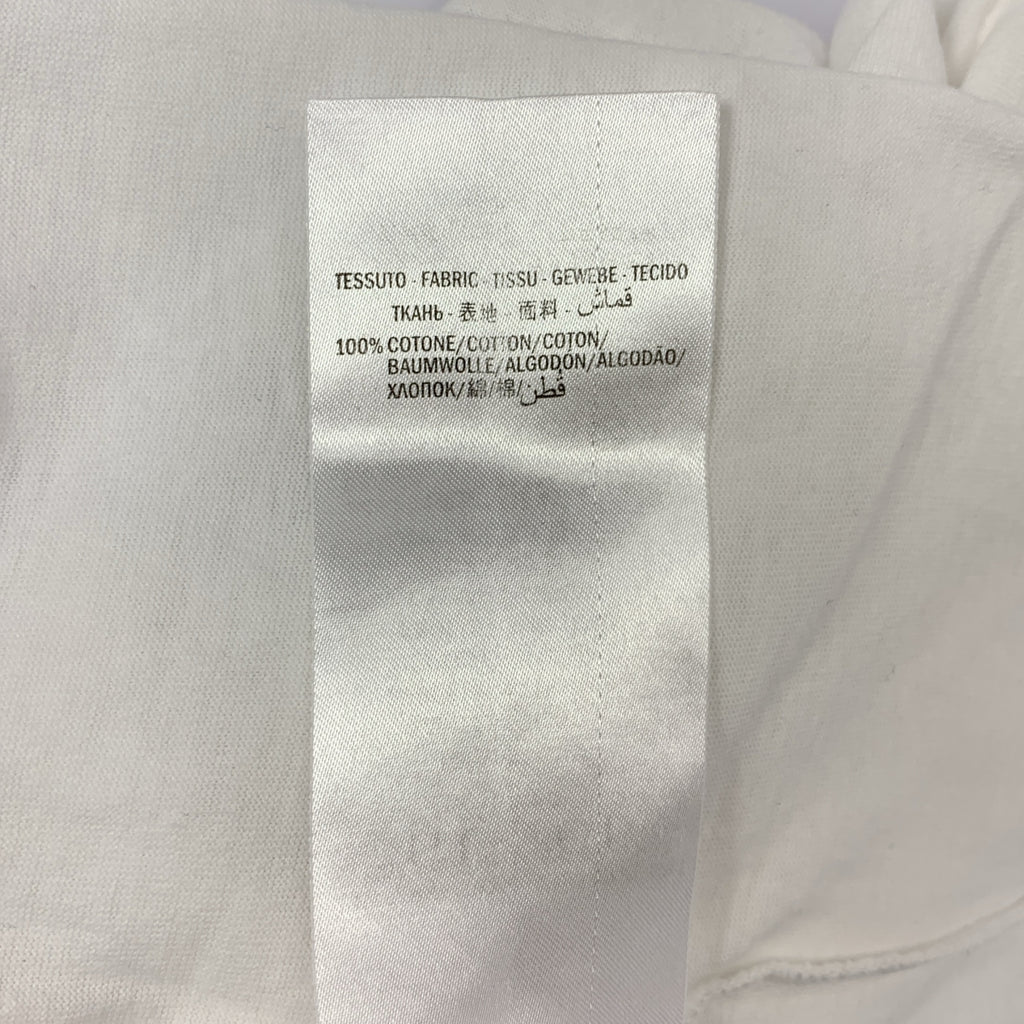 TESSUTO - FABRIC - TISSU - GEWEBE - TECIDO
ТКАНЬ - 表地 - 面料 - قماش
100% COTONE/COTTON/COTON/
BAUMWOLLE/ALGODÓN/ALGODÃO/
ХЛОПОК/綿/棉/قطن